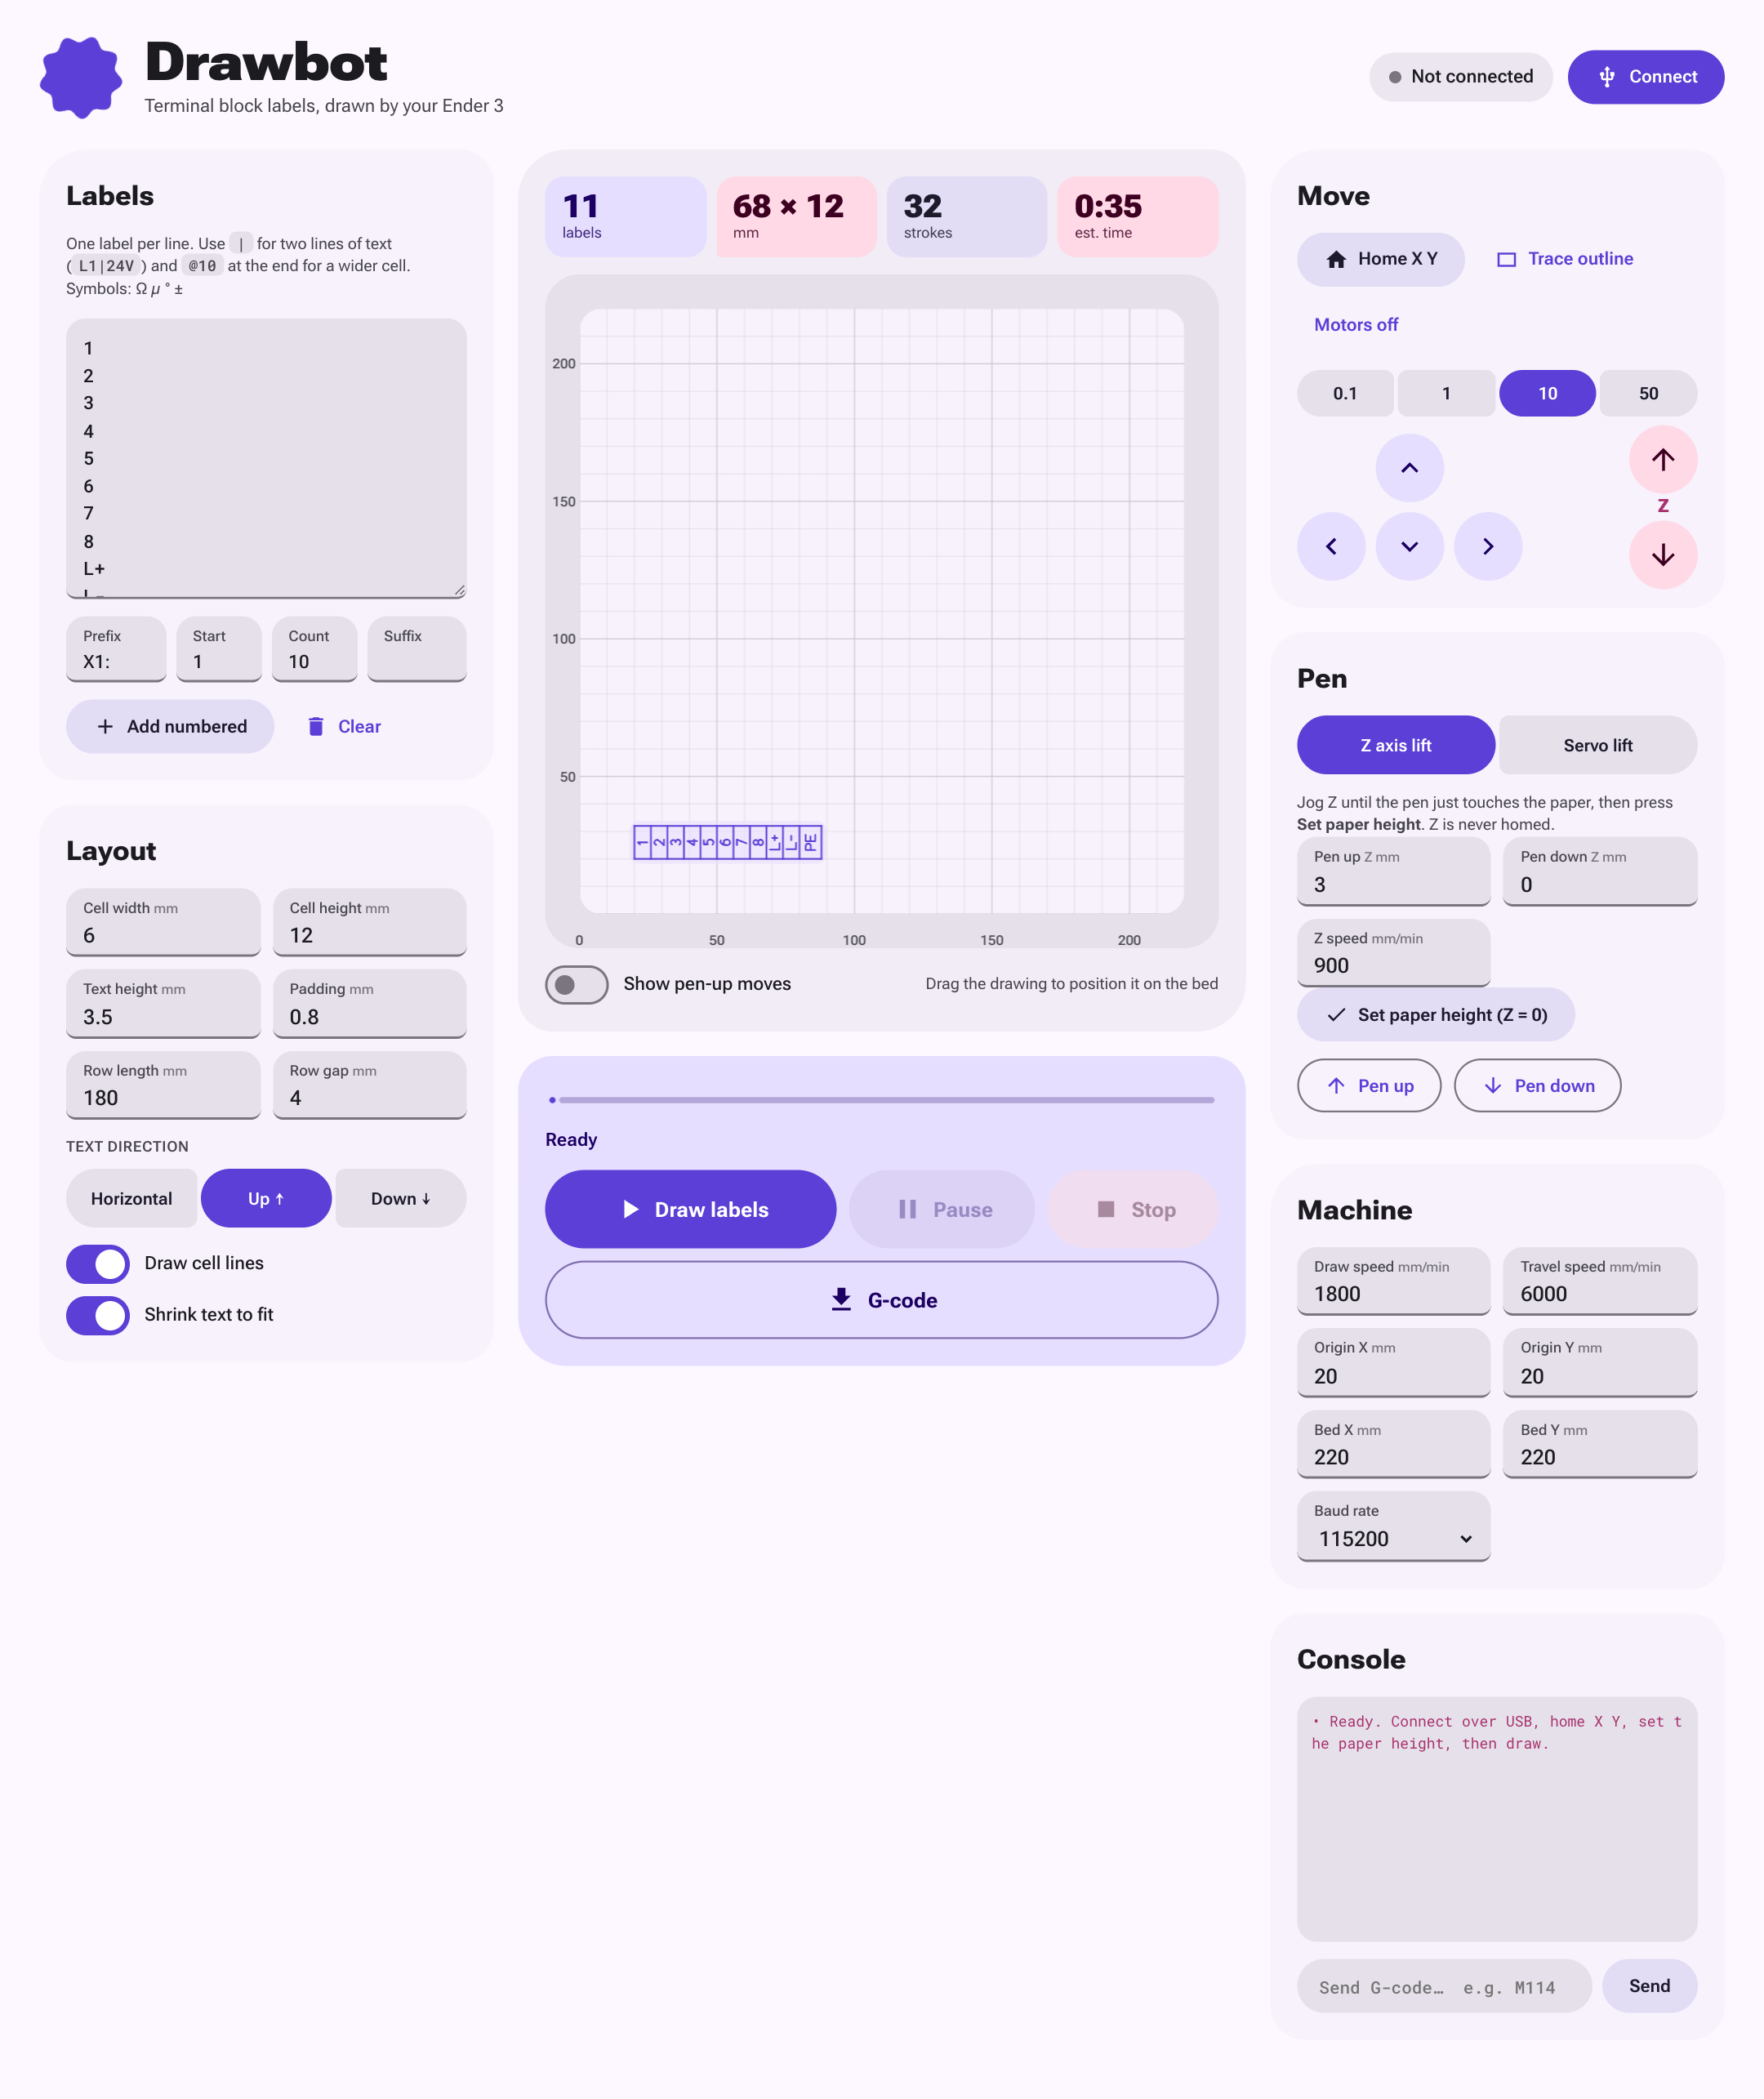 Drawbot
Terminal block labels, drawn by your Ender 3
Not connected
Connect
Labels
One label per line. Use | for two lines of text
( L1|24V ) and @10 at the end for a wider cell.
Symbols: Ω µ ° ±
1
2
3
4
5
6
7
8
L+
Prefix
X1:
Start
1
Count
10
Suffix
Add numbered
Clear
Layout
Cell width mm
6
Cell height mm
12
Text height mm
3.5
Padding mm
0.8
Row length mm
180
Row gap mm
4
TEXT DIRECTION
Horizontal
Up ↑
Down ↓
Draw cell lines
Shrink text to fit
11
labels
68 × 12
mm
32
strokes
0:35
est. time
200
150
100
50
1 2 3 4 5 6 7 8 L+ L- PE
0 50 100 150 200
Show pen-up moves
Drag the drawing to position it on the bed
Ready
Draw labels
Pause
Stop
G-code
Move
Home X Y
Trace outline
Motors off
0.1
1
10
50
Z
Pen
Z axis lift
Servo lift
Jog Z until the pen just touches the paper, then press
Set paper height. Z is never homed.
Pen up Z mm
3
Pen down Z mm
0
Z speed mm/min
900
Set paper height (Z = 0)
Pen up
Pen down
Machine
Draw speed mm/min
1800
Travel speed mm/min
6000
Origin X mm
20
Origin Y mm
20
Bed X mm
220
Bed Y mm
220
Baud rate
115200
Console
· Ready. Connect over USB, home X Y, set t
he paper height, then draw.
Send G-code… e.g. M114
Send